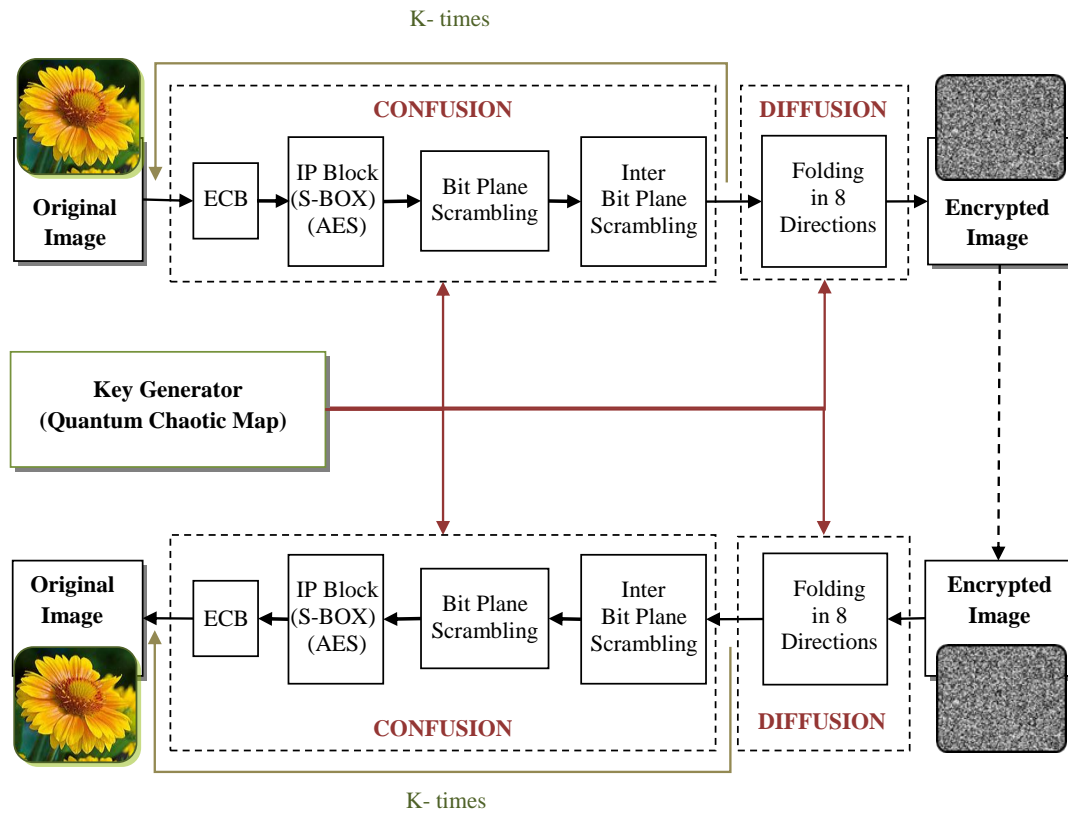 K- times
CONFUSION
DIFFUSION
Original
Image
ECB
IP Block
(S-BOX)
(AES)
Bit Plane
Scrambling
Inter
Bit Plane
Scrambling
Folding
in 8
Directions
Encrypted
Image
Key Generator
(Quantum Chaotic Map)
Original
Image
ECB
IP Block
(S-BOX)
(AES)
Bit Plane
Scrambling
Inter
Bit Plane
Scrambling
Folding
in 8
Directions
Encrypted
Image
CONFUSION
DIFFUSION
K- times